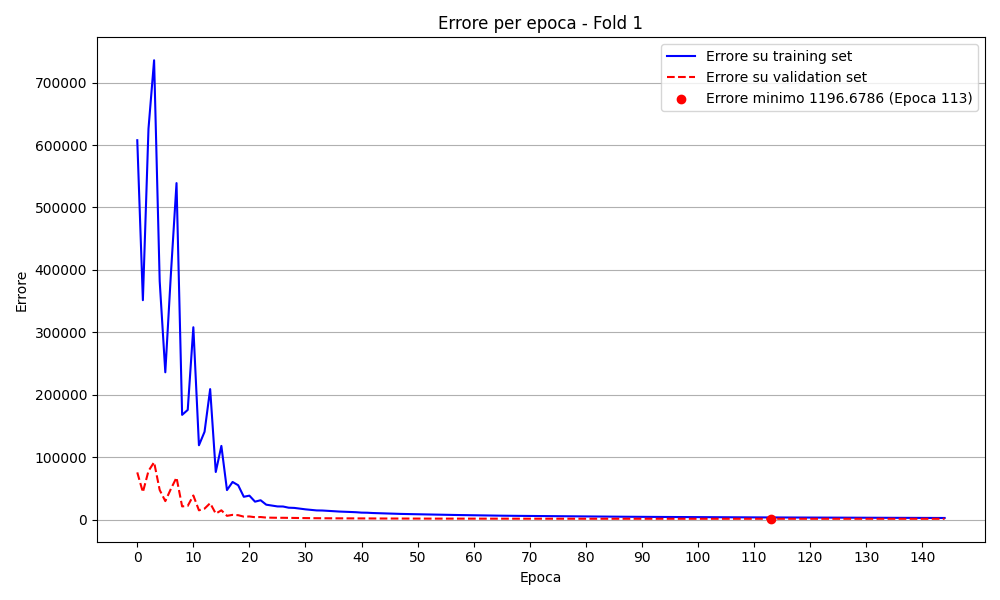 Errore per epoca - Fold 1
Errore su training set
Errore su validation set
Errore minimo 1196.6786 (Epoca 113)
700000
600000
500000
400000
300000
200000
100000
0
Errore
0 10 20 30 40 50 60 70 80 90 100 110 120 130 140
Epoca